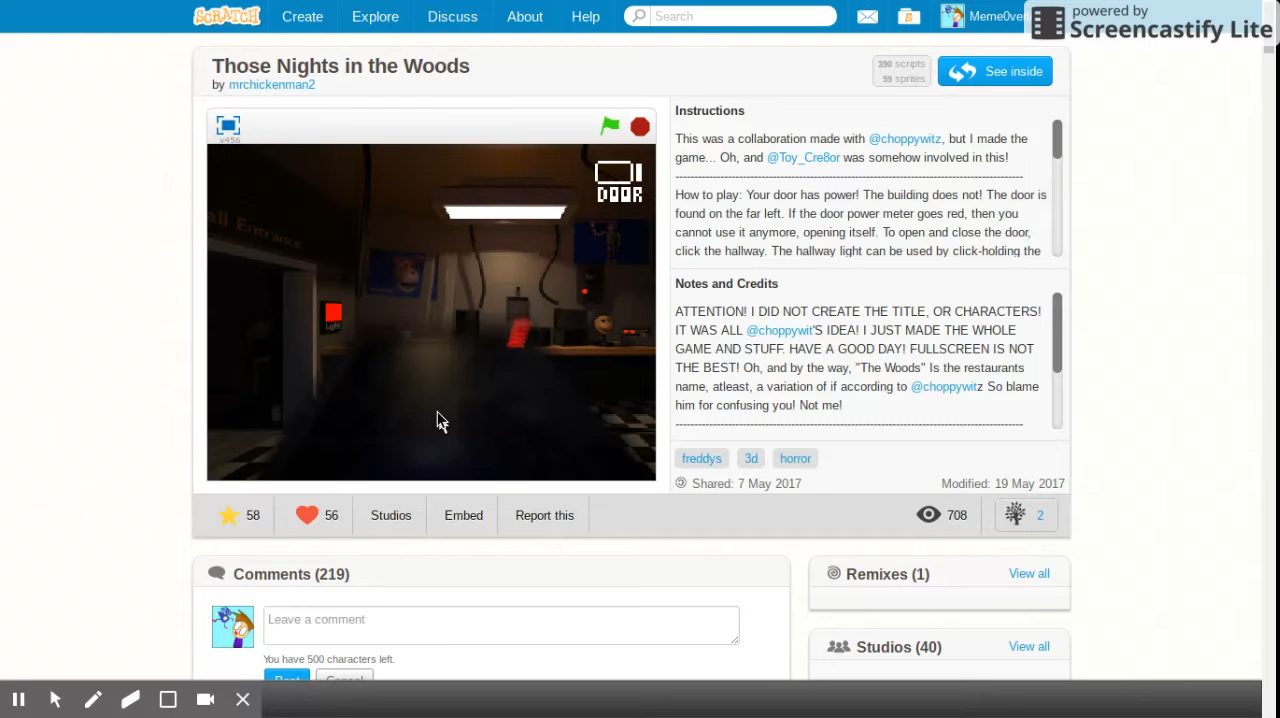 SCRATCH
Create
Explore
Discuss
About
Help
Search
Meme0ver
powered by
Screencastify Lite
Those Nights in the Woods
by mrchickenman2
390 scripts
59 sprites
See inside
v456
DOOR
all Entrance
Light
Instructions
This was a collaboration made with @choppywitz, but I made the
game... Oh, and @Toy_Cre8or was somehow involved in this!
--------------------------------------------------------------------------------
How to play: Your door has power! The building does not! The door is
found on the far left. If the door power meter goes red, then you
cannot use it anymore, opening itself. To open and close the door,
click the hallway. The hallway light can be used by click-holding the
Notes and Credits
ATTENTION! I DID NOT CREATE THE TITLE, OR CHARACTERS!
IT WAS ALL @choppywit'S IDEA! I JUST MADE THE WHOLE
GAME AND STUFF. HAVE A GOOD DAY! FULLSCREEN IS NOT
THE BEST! Oh, and by the way, "The Woods" Is the restaurants
name, atleast, a variation of if according to @choppywitz So blame
him for confusing you! Not me!
--------------------------------------------------------------------------------
freddys
3d
horror
Shared: 7 May 2017
Modified: 19 May 2017
58
56
Studios
Embed
Report this
708
2
Comments (219)
Leave a comment
You have 500 characters left.
Post
Cancel
Remixes (1)
View all
Studios (40)
View all